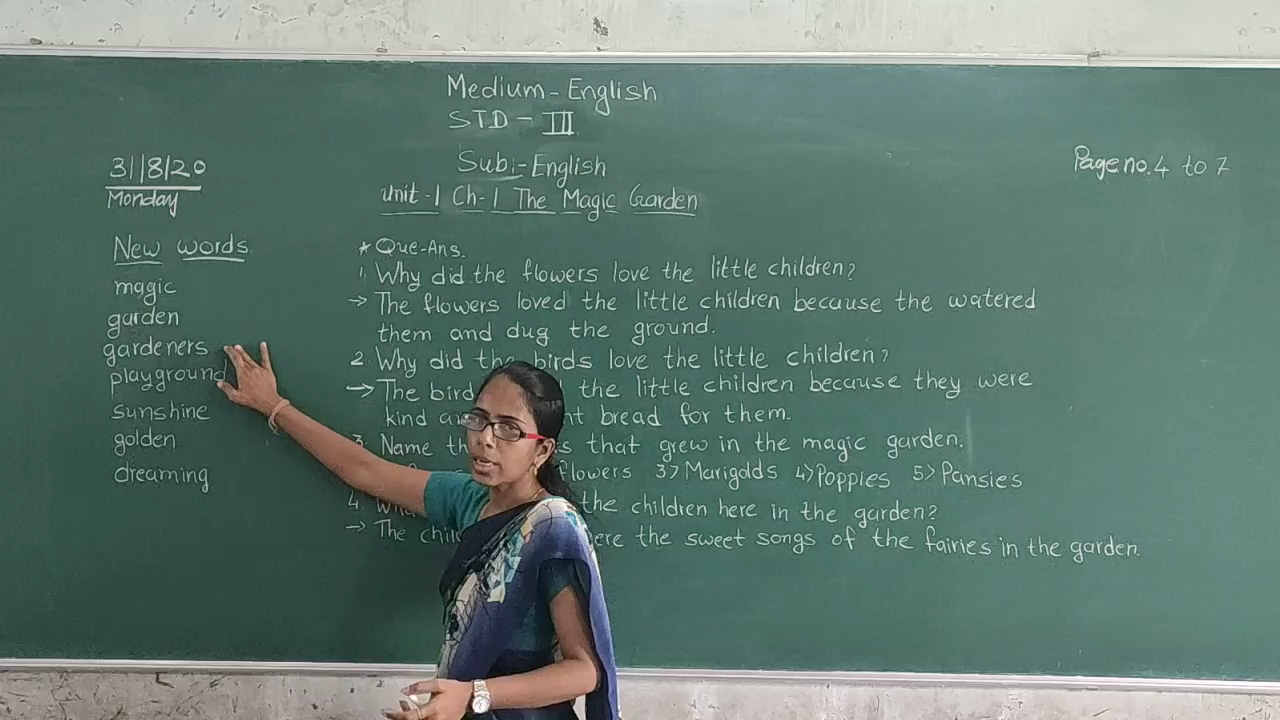 Medium - English
STD - III
Sub:- English
Unit -1 Ch-1 The Magic Garden
31/8/20
Monday
Page no. 4 to 7
New words
magic
garden
gardeners
playground
sunshine
golden
dreaming
* Que-Ans.
1. Why did the flowers love the little children?
→ The flowers loved the little children because the watered
them and dug the ground.
2. Why did the birds love the little children?
→ The bird the little children because they were
kind bread for them.
3. Name that grew in the magic garden.
flowers 3> Marigolds 4> Poppies 5> Pansies
4. the children here in the garden?
→ The the sweet songs of the fairies in the garden.